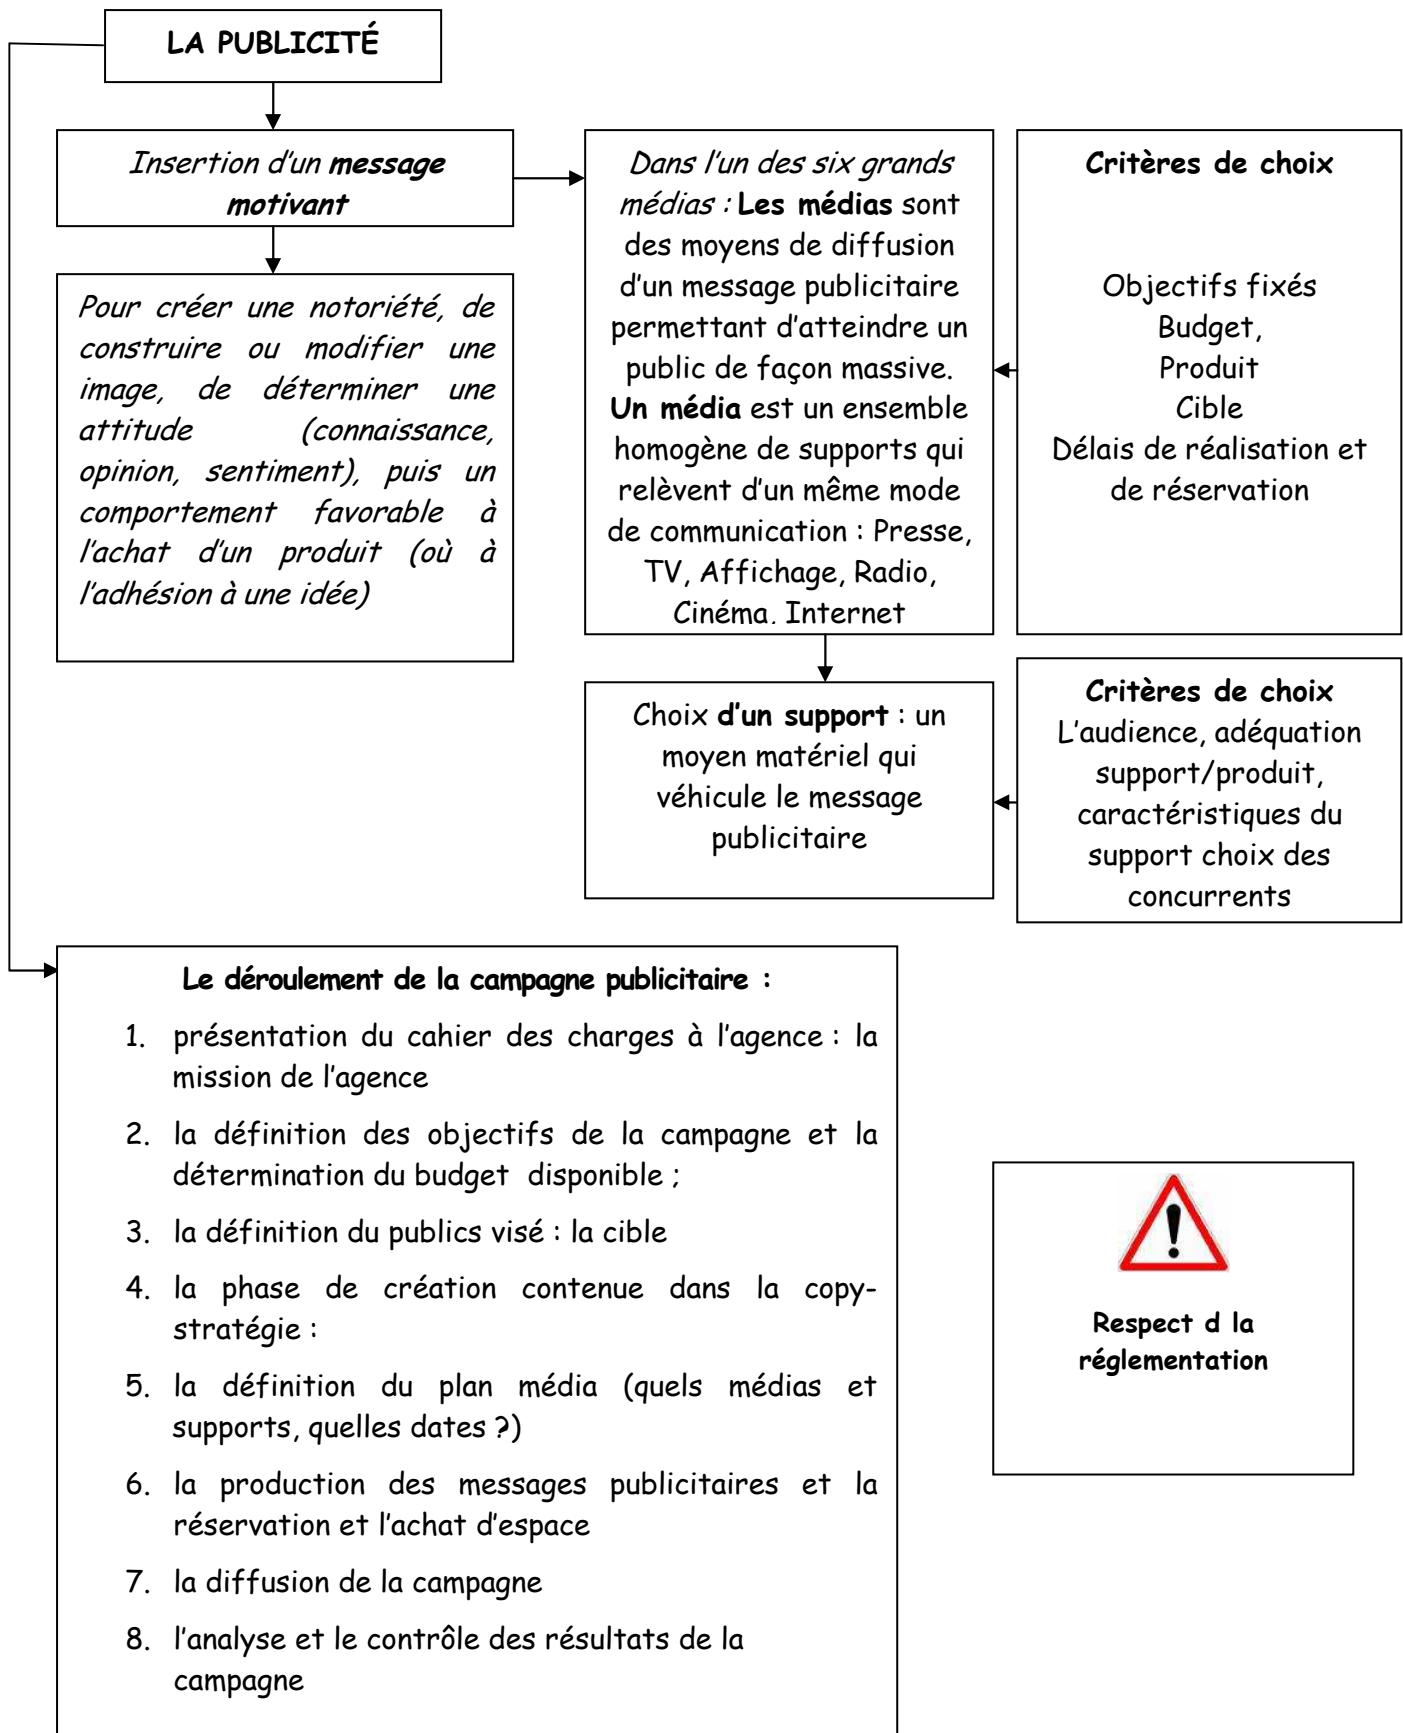 LA PUBLICITÉ
Insertion d'un message
motivant
Pour créer une notoriété, de
construire ou modifier une
image, de déterminer une
attitude (connaissance,
opinion, sentiment), puis un
comportement favorable à
l'achat d'un produit (où à
l'adhésion à une idée)
Dans l'un des six grands
médias : Les médias sont
des moyens de diffusion
d'un message publicitaire
permettant d'atteindre un
public de façon massive.
Un média est un ensemble
homogène de supports qui
relèvent d'un même mode
de communication : Presse,
TV, Affichage, Radio,
Cinéma, Internet
Critères de choix
Objectifs fixés
Budget,
Produit
Cible
Délais de réalisation et
de réservation
Choix d'un support : un
moyen matériel qui
véhicule le message
publicitaire
Critères de choix
L'audience, adéquation
support/produit,
caractéristiques du
support choix des
concurrents
Le déroulement de la campagne publicitaire :
1. présentation du cahier des charges à l'agence : la
mission de l'agence
2. la définition des objectifs de la campagne et la
détermination du budget disponible ;
3. la définition du publics visé : la cible
4. la phase de création contenue dans la copy-
stratégie :
5. la définition du plan média (quels médias et
supports, quelles dates ?)
6. la production des messages publicitaires et la
réservation et l'achat d'espace
7. la diffusion de la campagne
8. l'analyse et le contrôle des résultats de la
campagne
Respect d la
réglementation